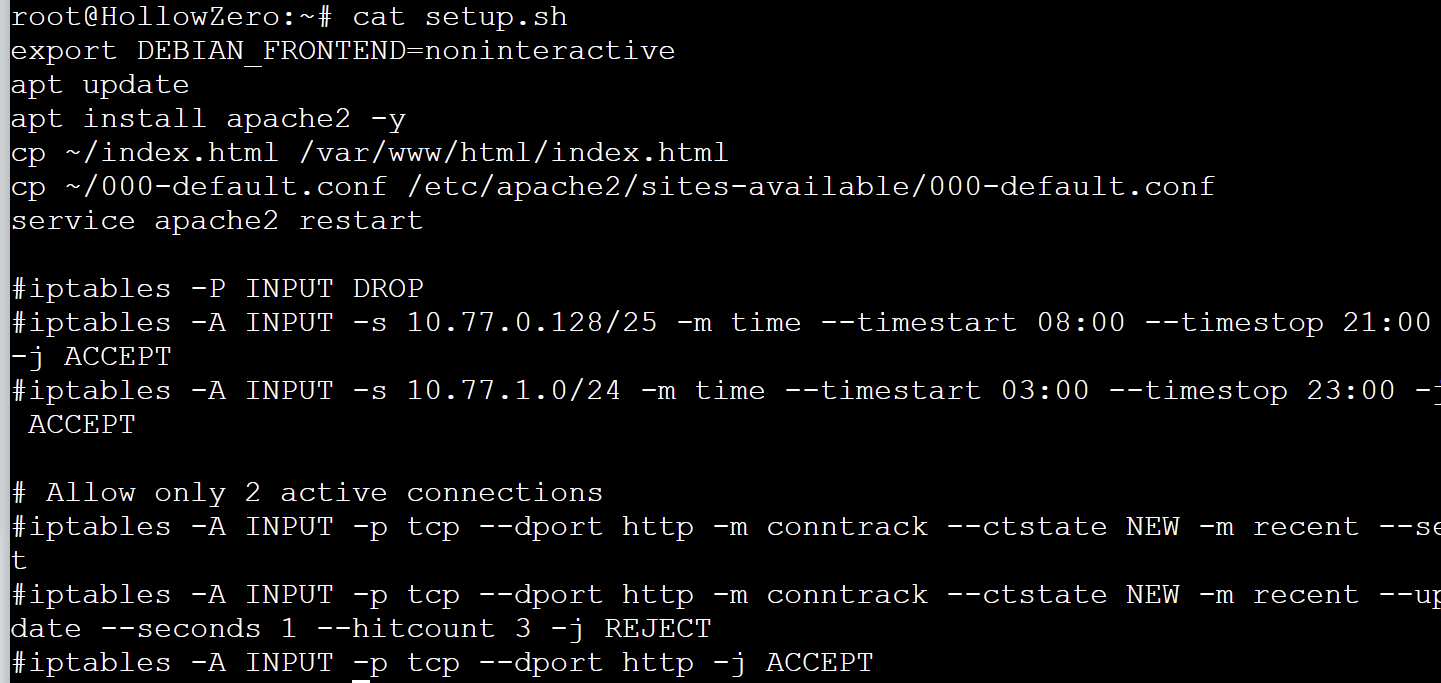 root@HollowZero:~# cat setup.sh
export DEBIAN_FRONTEND=noninteractive
apt update
apt install apache2 -y
cp ~/index.html /var/www/html/index.html
cp ~/000-default.conf /etc/apache2/sites-available/000-default.conf
service apache2 restart
#iptables -P INPUT DROP
#iptables -A INPUT -s 10.77.0.128/25 -m time --timestart 08:00 --timestop 21:00
-j ACCEPT
#iptables -A INPUT -s 10.77.1.0/24 -m time --timestart 03:00 --timestop 23:00 -j
ACCEPT
# Allow only 2 active connections
#iptables -A INPUT -p tcp --dport http -m conntrack --ctstate NEW -m recent --se
t
#iptables -A INPUT -p tcp --dport http -m conntrack --ctstate NEW -m recent --up
date --seconds 1 --hitcount 3 -j REJECT
#iptables -A INPUT -p tcp --dport http -j ACCEPT